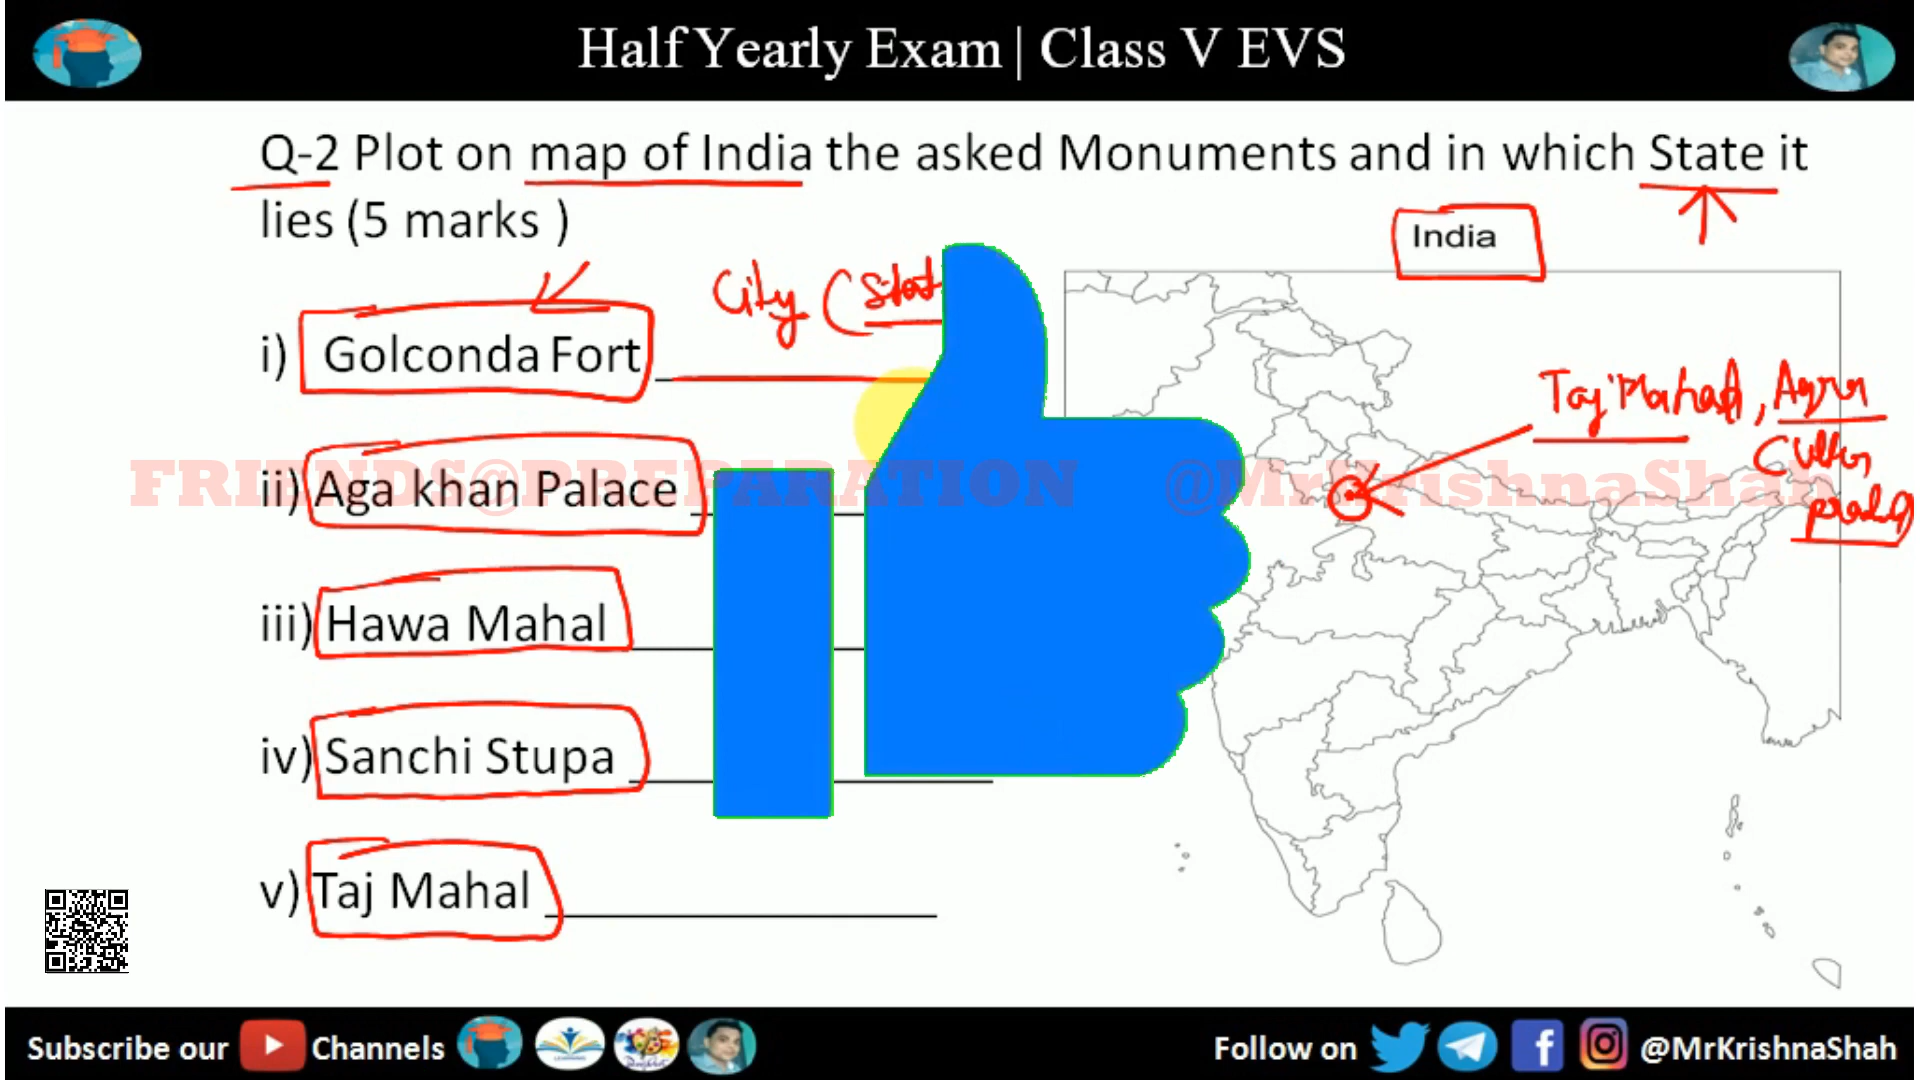 Half Yearly Exam | Class V EVS
Q-2 Plot on map of India the asked Monuments and in which State it
lies (5 marks )
India
City (Stat
i) Golconda Fort
Taj Mahal, Agra
FRIENDS@PREPARATION @MrKrishnaShah
ii) Aga khan Palace
iii) Hawa Mahal
iv) Sanchi Stupa
v) Taj Mahal
Subscribe our Channels
Follow on @MrKrishnaShah